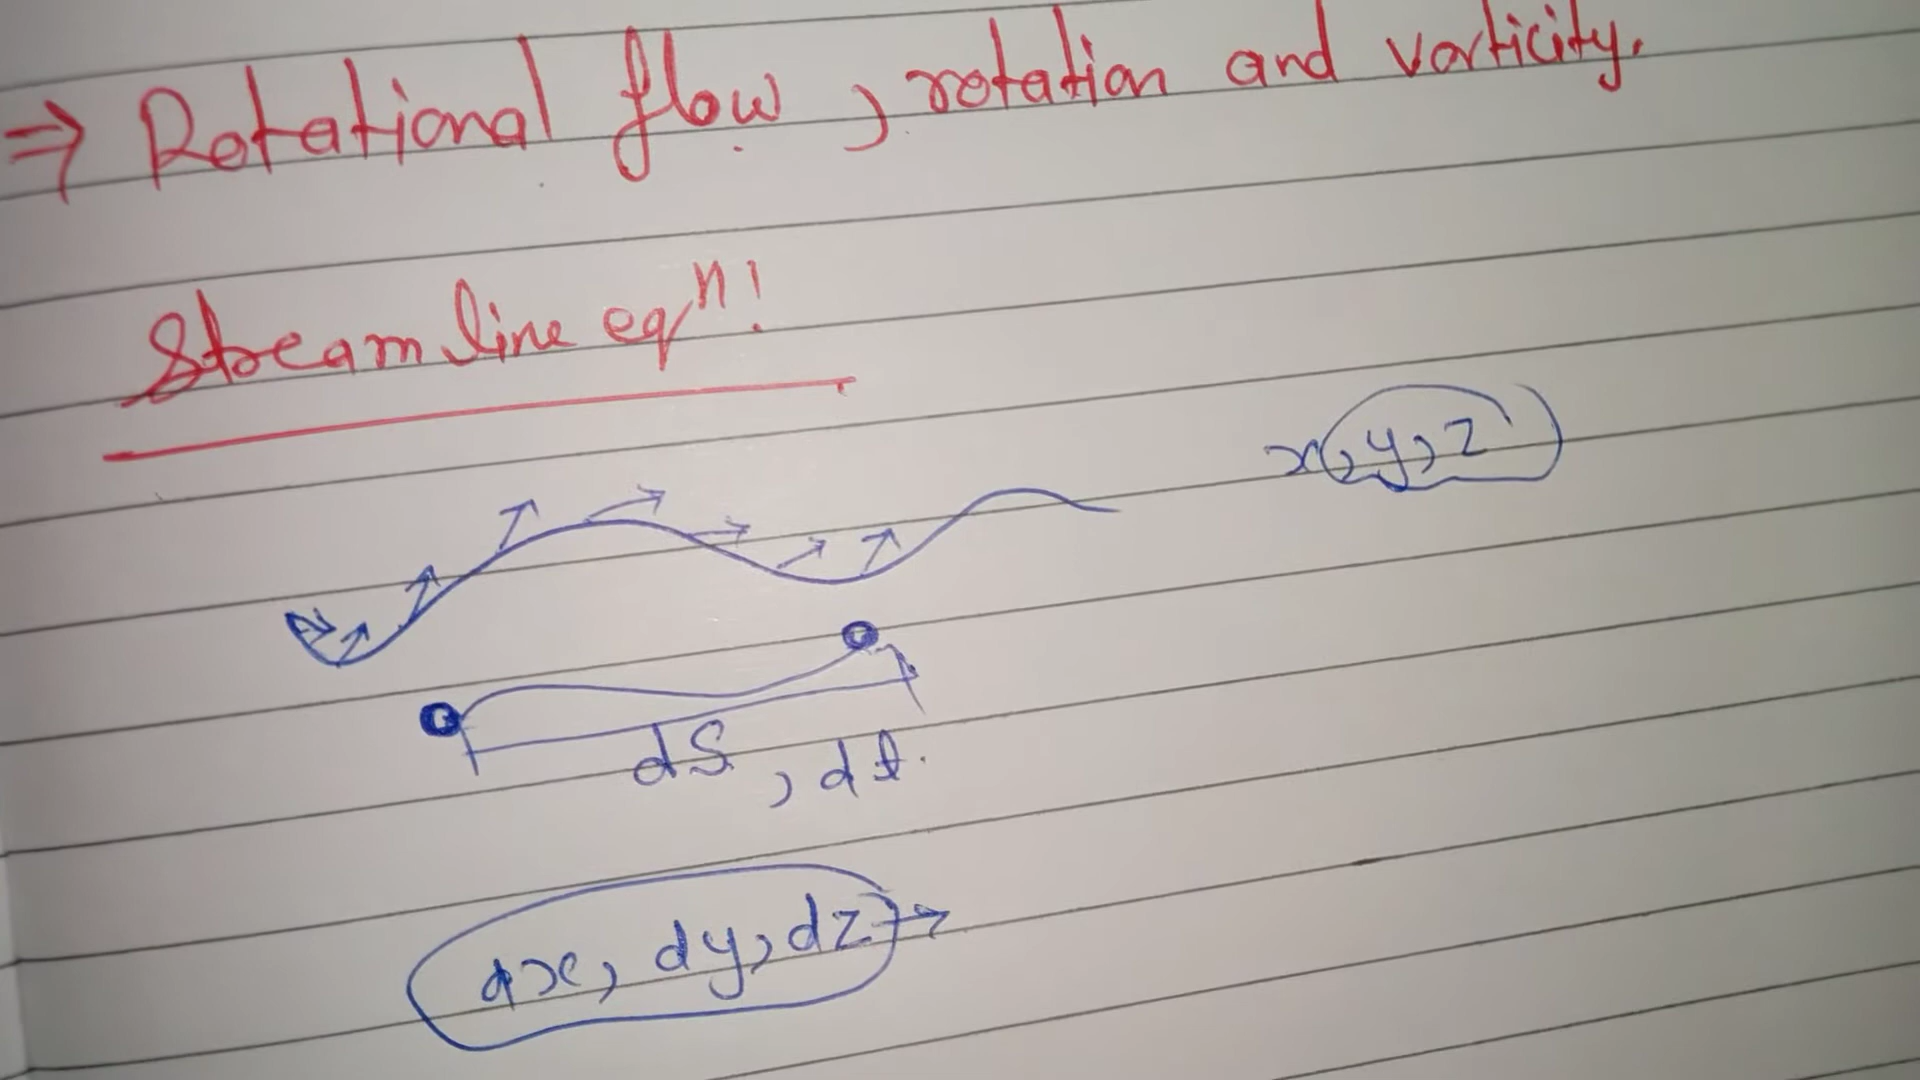 ⇒ Rotational flow, rotation and vorticity.
Stream line eqⁿ:
x, y, z
ds, dt.
dx, dy, dz →